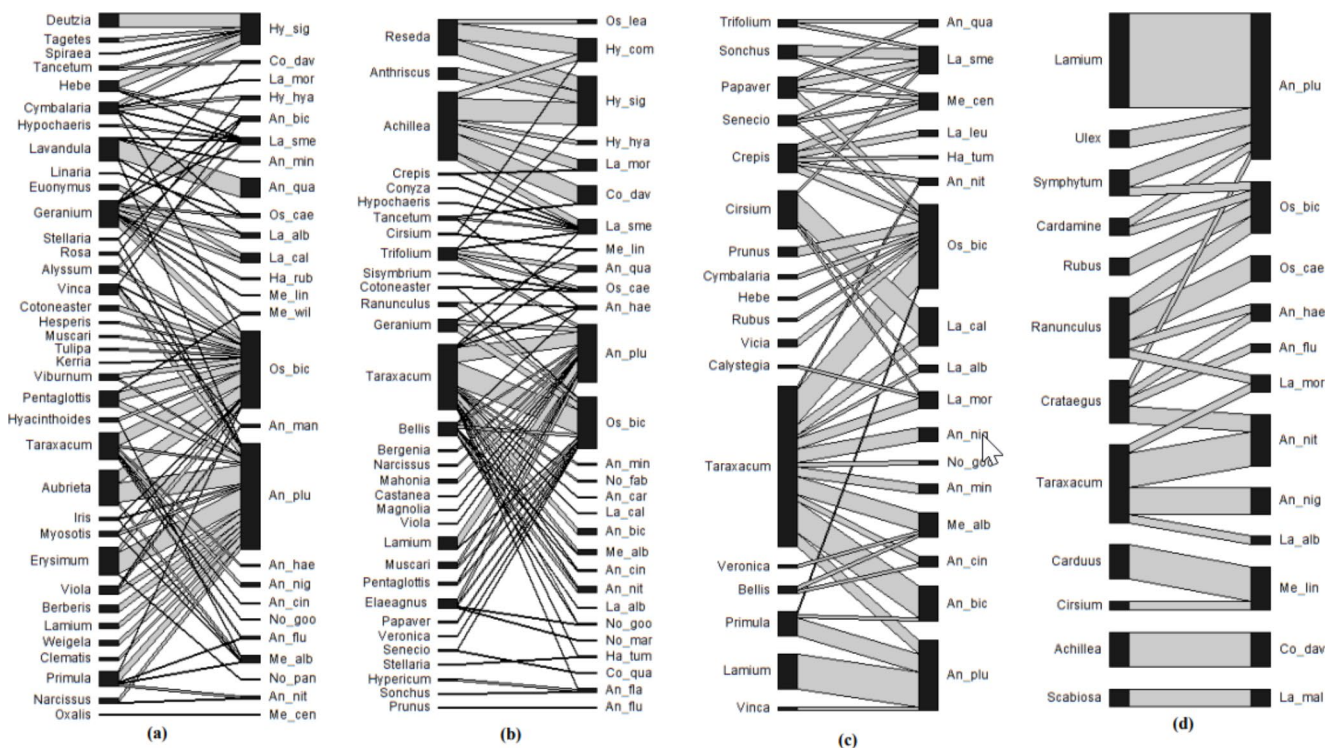 Deutzia
Tagetes
Spiraea
Tancetum
Hebe
Cymbalaria
Hypochaeris
Lavandula
Linaria
Euonymus
Geranium
Stellaria
Rosa
Alyssum
Vinca
Cotoneaster
Hesperis
Muscari
Tulipa
Kerria
Viburnum
Pentaglottis
Hyacinthoides
Taraxacum
Aubrieta
Iris
Myosotis
Erysimum
Viola
Berberis
Lamium
Weigela
Clematis
Primula
Narcissus
Oxalis
Hy_sig
Co_dav
La_mor
Hy_hya
An_bic
La_sme
An_min
An_qua
Os_cae
La_alb
La_cal
Ha_rub
Me_lin
Me_wil
Os_bic
An_man
An_plu
An_hae
An_nig
An_cin
No_goo
An_flu
Me_alb
No_pan
An_nit
Me_cen
(a)
Reseda
Anthriscus
Achillea
Crepis
Conyza
Hypochaeris
Tancetum
Cirsium
Trifolium
Sisymbrium
Cotoneaster
Ranunculus
Geranium
Taraxacum
Bellis
Bergenia
Narcissus
Mahonia
Castanea
Magnolia
Viola
Lamium
Muscari
Pentaglottis
Elaeagnus
Papaver
Veronica
Senecio
Stellaria
Hypericum
Sonchus
Prunus
Os_lea
Hy_com
Hy_sig
Hy_hya
La_mor
Co_dav
La_sme
Me_lin
An_qua
Os_cae
An_hae
An_plu
Os_bic
An_min
No_fab
An_car
La_cal
An_bic
Me_alb
An_cin
An_nit
La_alb
No_goo
No_mar
Ha_tum
Co_qua
An_fla
An_flu
(b)
Trifolium
Sonchus
Papaver
Senecio
Crepis
Cirsium
Prunus
Cymbalaria
Hebe
Rubus
Vicia
Calystegia
Taraxacum
Veronica
Bellis
Primula
Lamium
Vinca
An_qua
La_sme
Me_cen
La_leu
Ha_tum
An_nit
Os_bic
La_cal
La_alb
La_mor
An_nig
No_goo
An_min
Me_alb
An_cin
An_bic
An_plu
(c)
Lamium
Ulex
Symphytum
Cardamine
Rubus
Ranunculus
Crataegus
Taraxacum
Carduus
Cirsium
Achillea
Scabiosa
An_plu
Os_bic
Os_cae
An_hae
An_flu
La_mor
An_nit
An_nig
La_alb
Me_lin
Co_dav
La_mal
(d)